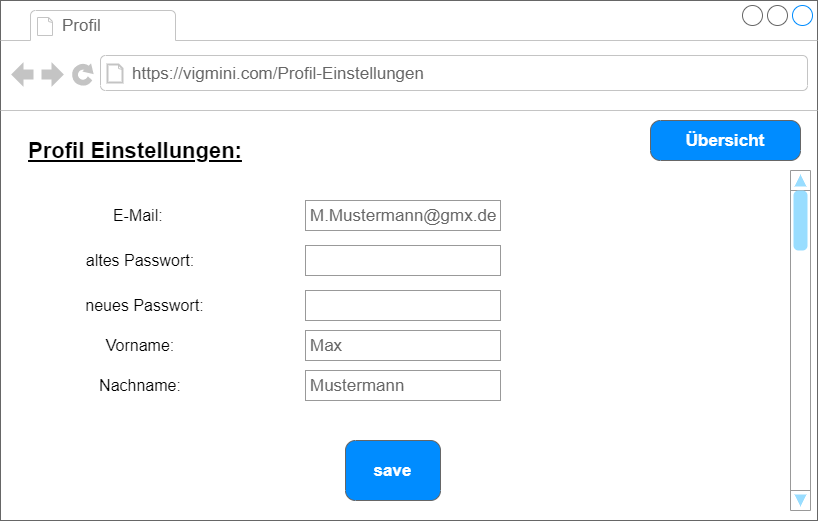 Profil
https://vigmini.com/Profil-Einstellungen
Übersicht
Profil Einstellungen:
E-Mail: M.Mustermann@gmx.de
altes Passwort:
neues Passwort:
Vorname: Max
Nachname: Mustermann
save